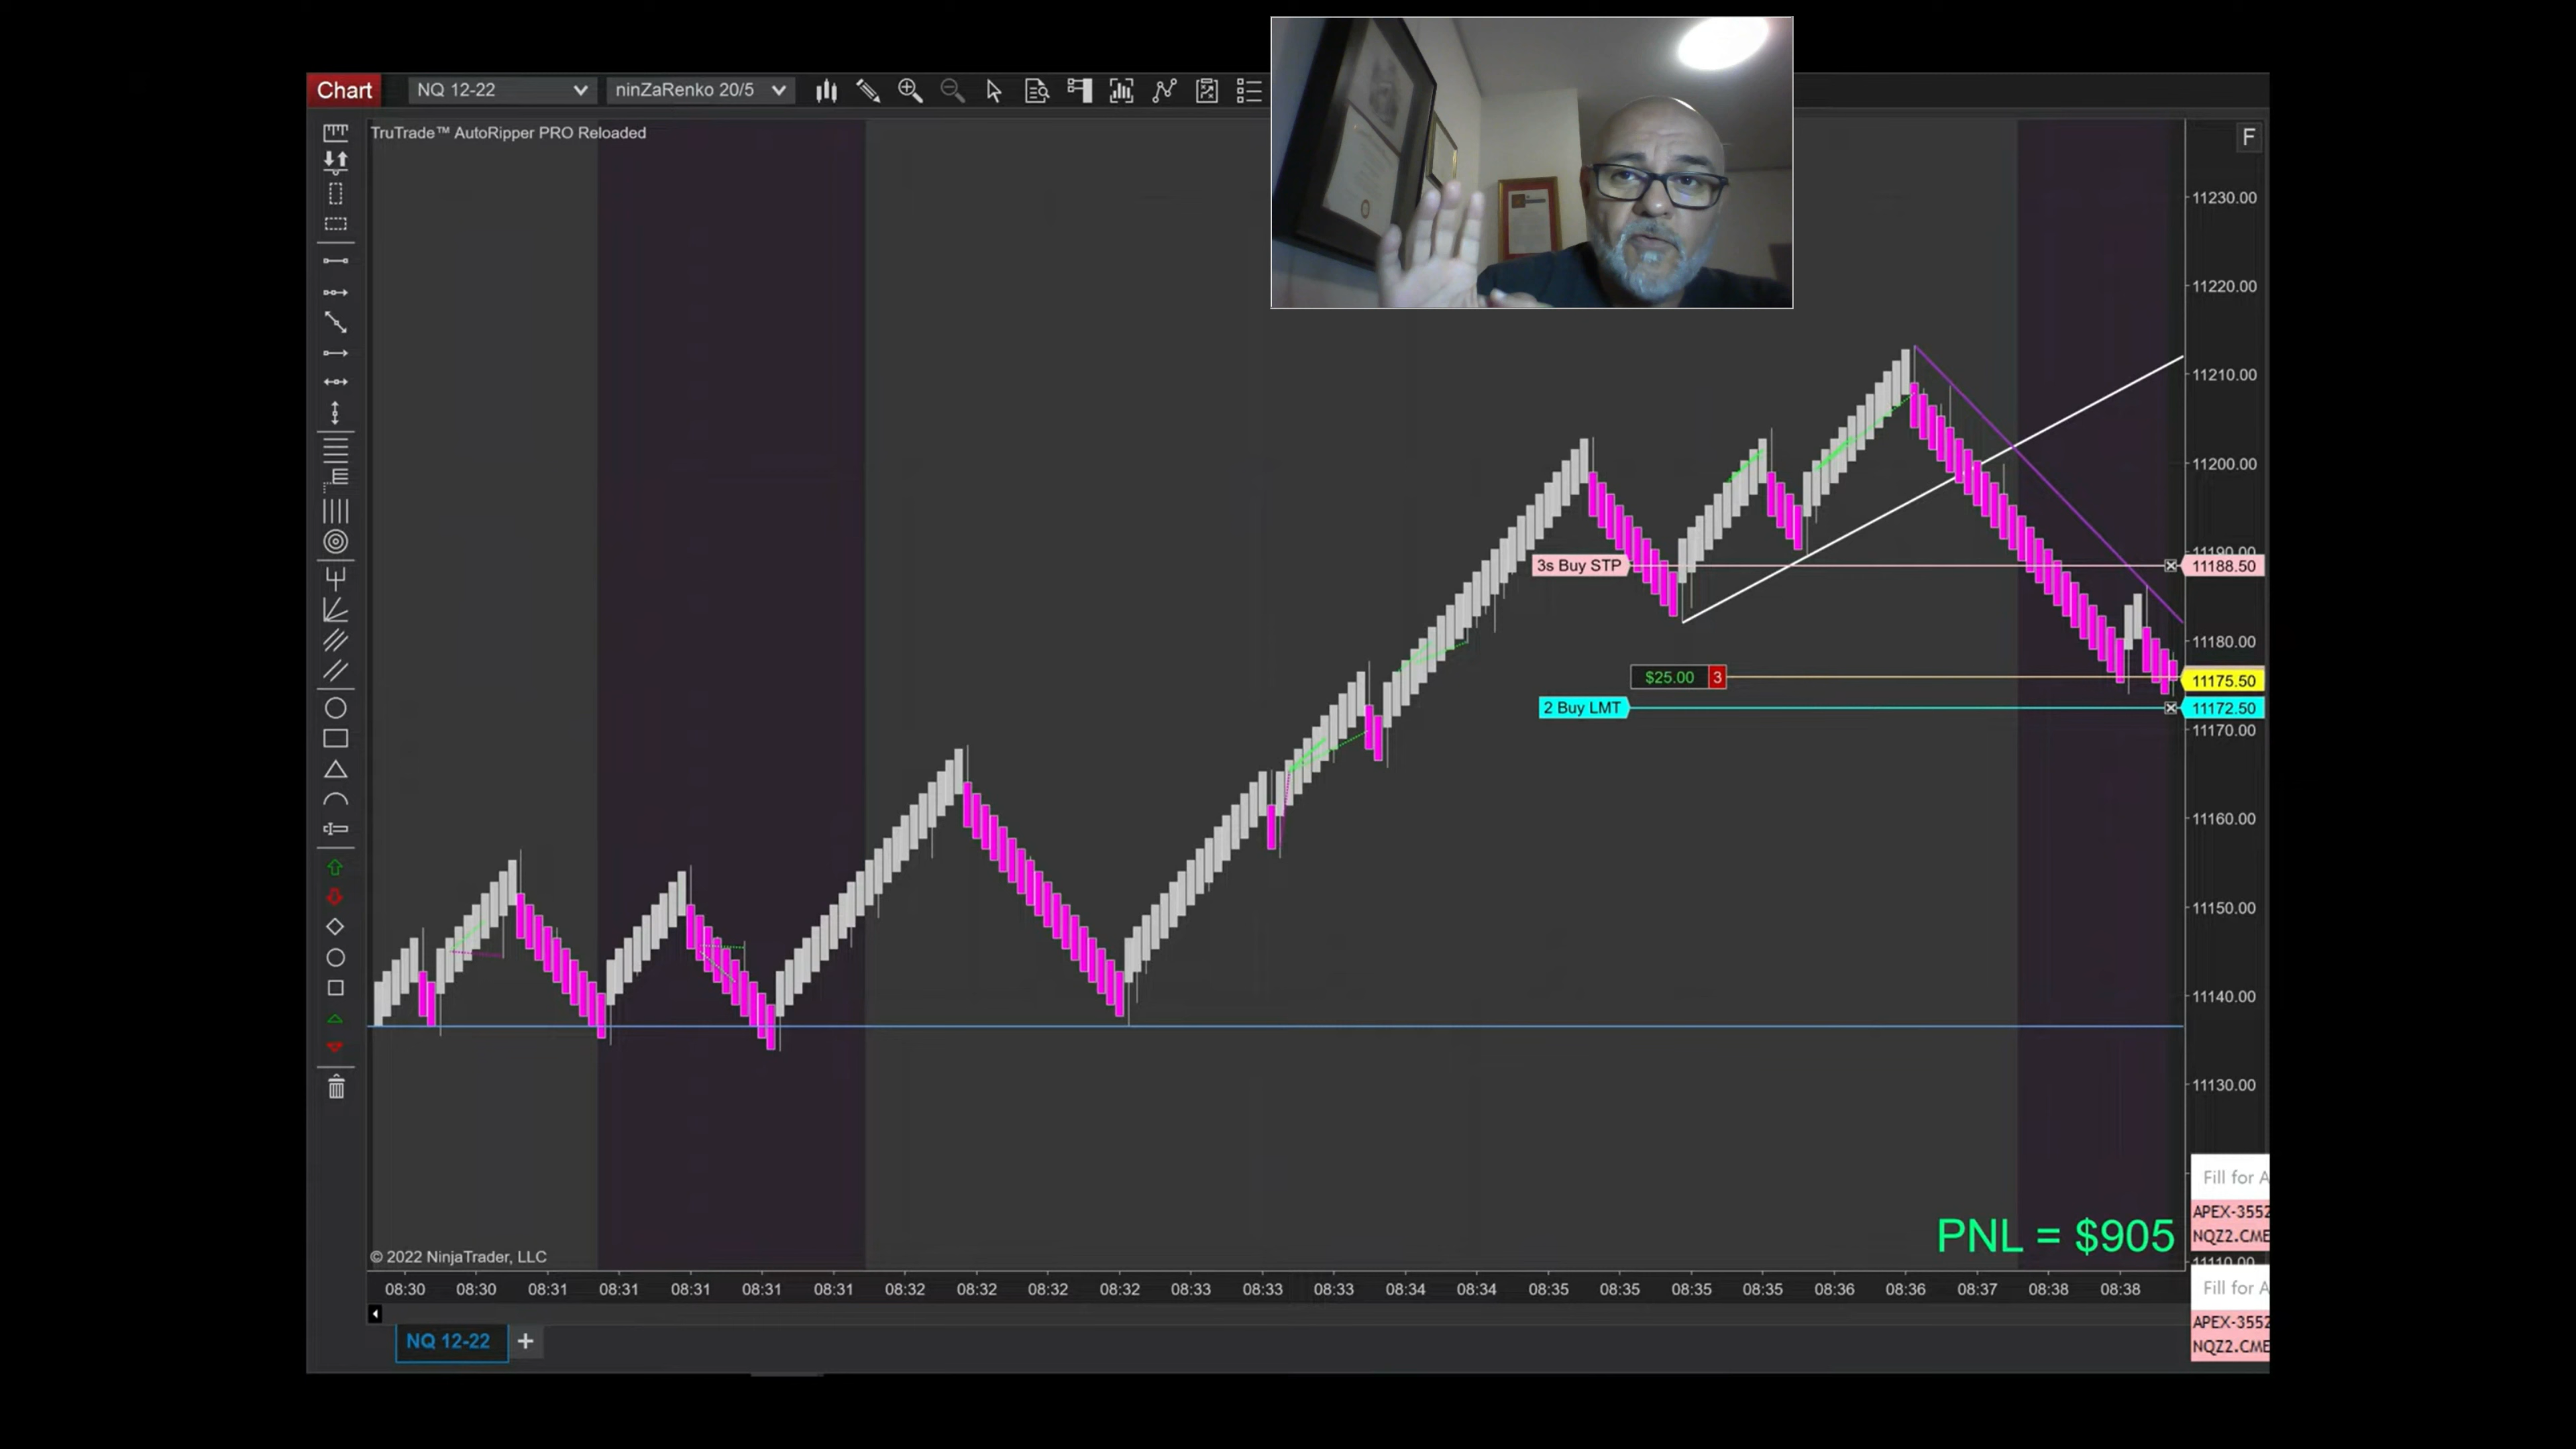 Chart
NQ 12-22
ninZaRenko 20/5
TruTrade™ AutoRipper PRO Reloaded
F
11230.00
11220.00
11210.00
11200.00
11190.00
3s Buy STP
11188.50
11180.00
$25.00 3
11175.50
2 Buy LMT
11172.50
11170.00
11160.00
11150.00
11140.00
11130.00
Fill for A
APEX-3552
NQZ2.CME
PNL = $905
© 2022 NinjaTrader, LLC
11110.00
Fill for A
APEX-3552
NQZ2.CME
08:30 08:30 08:31 08:31 08:31 08:31 08:31 08:32 08:32 08:32 08:32 08:33 08:33 08:33 08:34 08:34 08:35 08:35 08:35 08:35 08:36 08:36 08:37 08:38 08:38
NQ 12-22 +